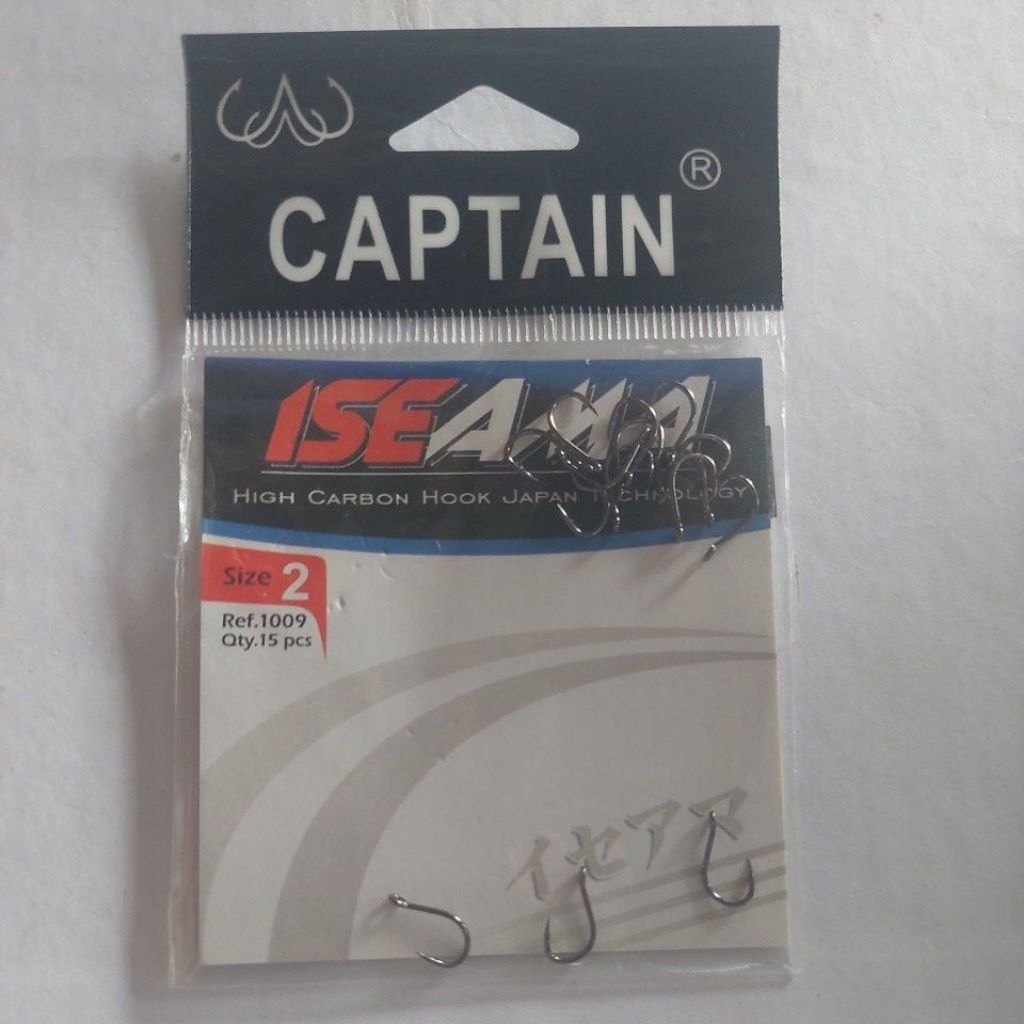 CAPTAIN ®
ISEAMA
HIGH CARBON HOOK JAPAN TECHNOLOGY
Size 2
Ref.1009
Qty.15 pcs
イセアマ